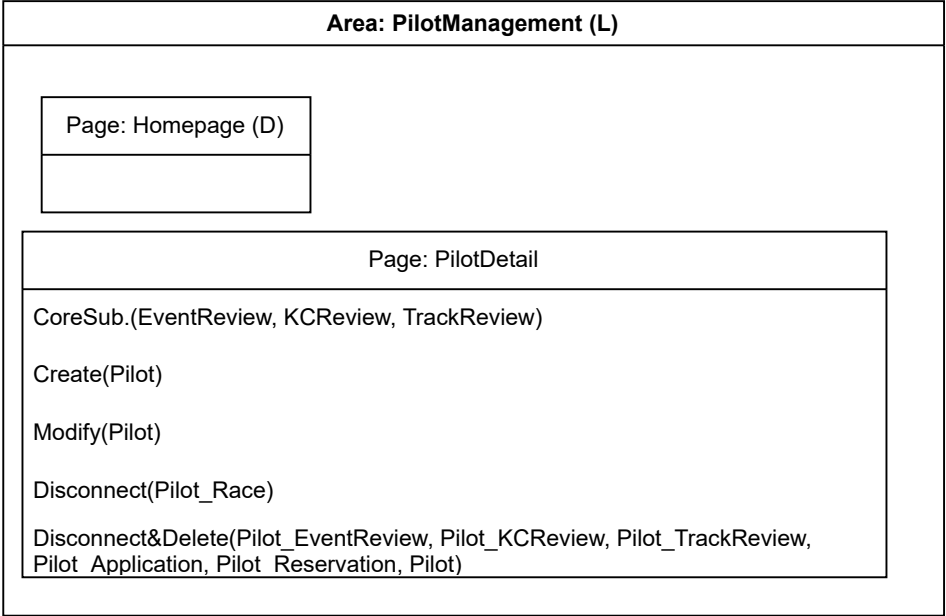 Area: PilotManagement (L)
Page: Homepage (D)
Page: PilotDetail
CoreSub.(EventReview, KCReview, TrackReview)
Create(Pilot)
Modify(Pilot)
Disconnect(Pilot_Race)
Disconnect&Delete(Pilot_EventReview, Pilot_KCReview, Pilot_TrackReview,
Pilot_Application, Pilot_Reservation, Pilot)